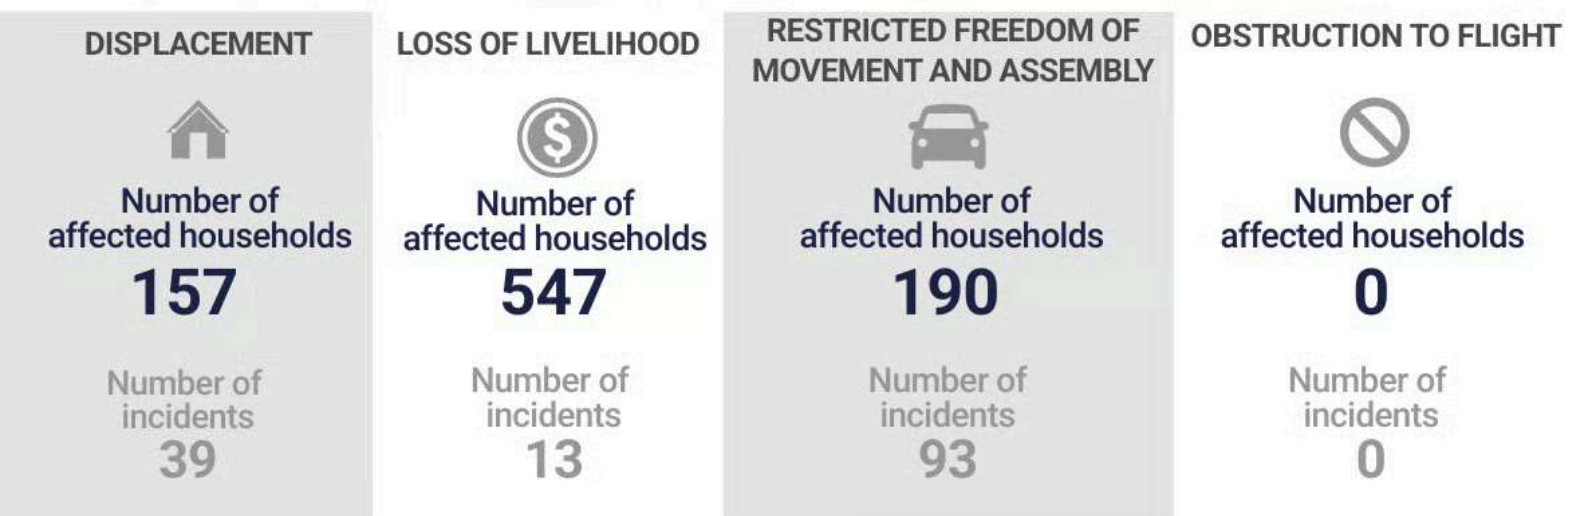 DISPLACEMENT
Number of
affected households
157
Number of
incidents
39
LOSS OF LIVELIHOOD
Number of
affected households
547
Number of
incidents
13
RESTRICTED FREEDOM OF
MOVEMENT AND ASSEMBLY
Number of
affected households
190
Number of
incidents
93
OBSTRUCTION TO FLIGHT
Number of
affected households
0
Number of
incidents
0